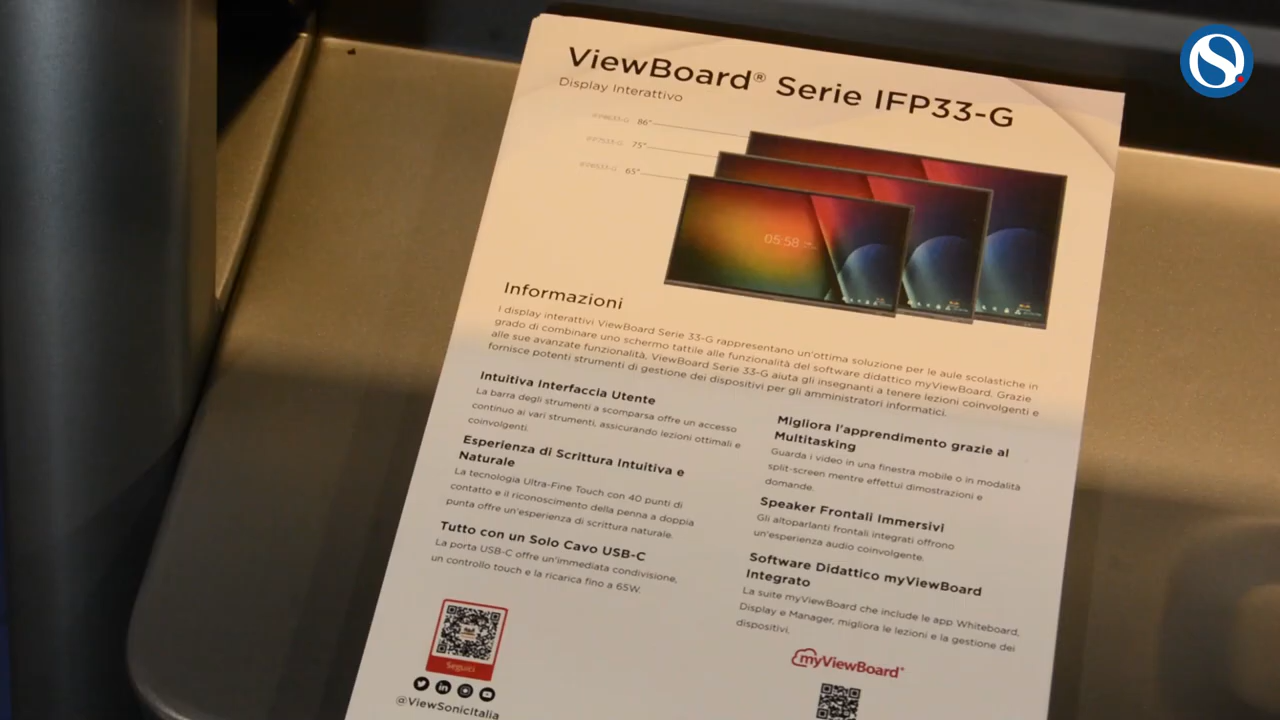 ViewBoard® Serie IFP33-G
Display Interattivo
IFP8633-G 86"
IFP7533-G 75"
IFP6533-G 65"
05:58
Informazioni
I display interattivi ViewBoard Serie 33-G rappresentano un'ottima soluzione per le aule scolastiche in
grado di combinare uno schermo tattile alle funzionalità del software didattico myViewBoard. Grazie
alle sue avanzate funzionalità, ViewBoard Serie 33-G aiuta gli insegnanti a tenere lezioni coinvolgenti e
fornisce potenti strumenti di gestione dei dispositivi per gli amministratori informatici.
Intuitiva Interfaccia Utente
La barra degli strumenti a scomparsa offre un accesso
continuo ai vari strumenti, assicurando lezioni ottimali e
coinvolgenti.
Esperienza di Scrittura Intuitiva e
Naturale
La tecnologia Ultra-Fine Touch con 40 punti di
contatto e il riconoscimento della penna a doppia
punta offre un'esperienza di scrittura naturale.
Tutto con un Solo Cavo USB-C
La porta USB-C offre un'immediata condivisione,
un controllo touch e la ricarica fino a 65W.
Migliora l'apprendimento grazie al
Multitasking
Guarda i video in una finestra mobile o in modalità
split-screen mentre effettui dimostrazioni e
domande.
Speaker Frontali Immersivi
Gli altoparlanti frontali integrati offrono
un'esperienza audio coinvolgente.
Software Didattico myViewBoard
Integrato
La suite myViewBoard che include le app Whiteboard,
Display e Manager, migliora le lezioni e la gestione dei
dispositivi.
Seguici
@ViewSonicItalia
myViewBoard®